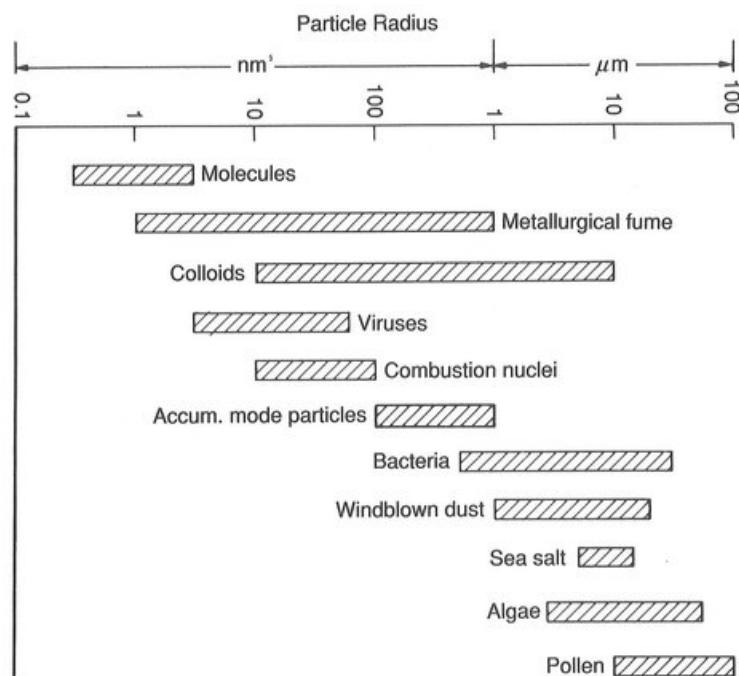 Particle Radius
nm's μm
0.1 1 10 100 1 10 100
Molecules
Metallurgical fume
Colloids
Viruses
Combustion nuclei
Accum. mode particles
Bacteria
Windblown dust
Sea salt
Algae
Pollen